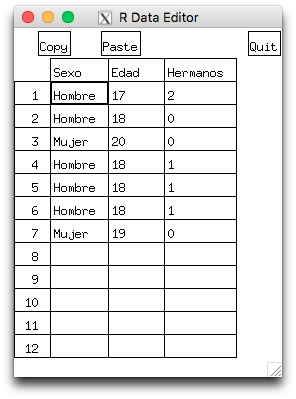 R Data Editor
Copy Paste Quit
Sexo Edad Hermanos
1 Hombre 17 2
2 Hombre 18 0
3 Mujer 20 0
4 Hombre 18 1
5 Hombre 18 1
6 Hombre 18 1
7 Mujer 19 0
8
9
10
11
12